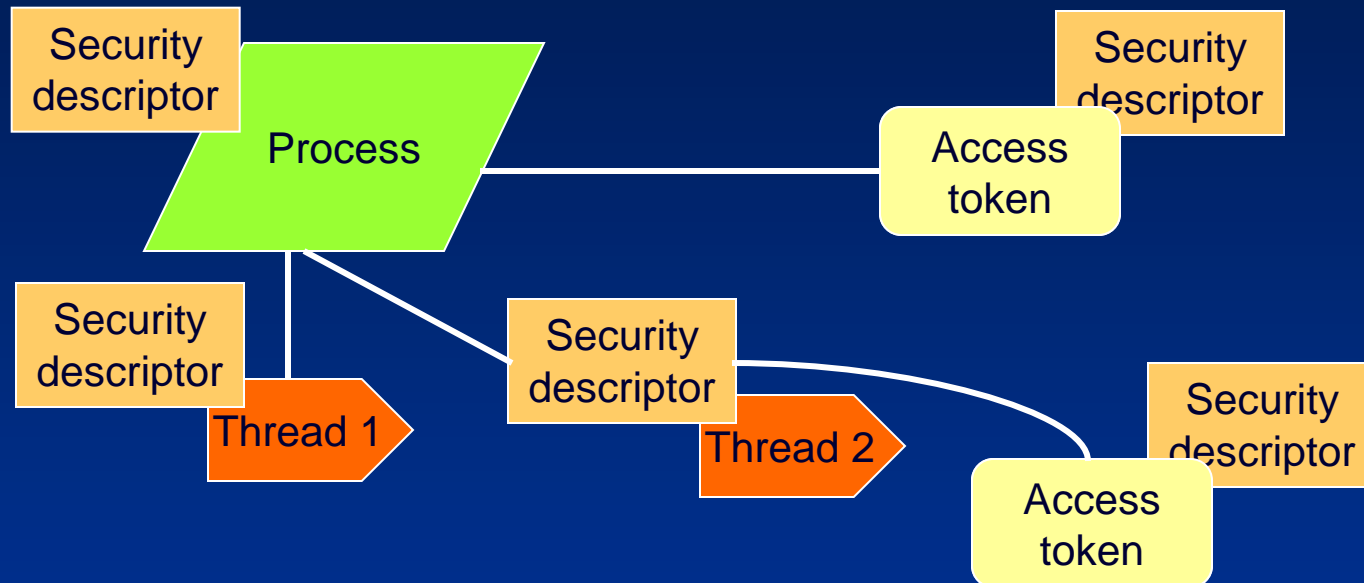 Security
descriptor
Process
Security
descriptor
Access
token
Security
descriptor
Thread 1
Security
descriptor
Thread 2
Security
descriptor
Access
token